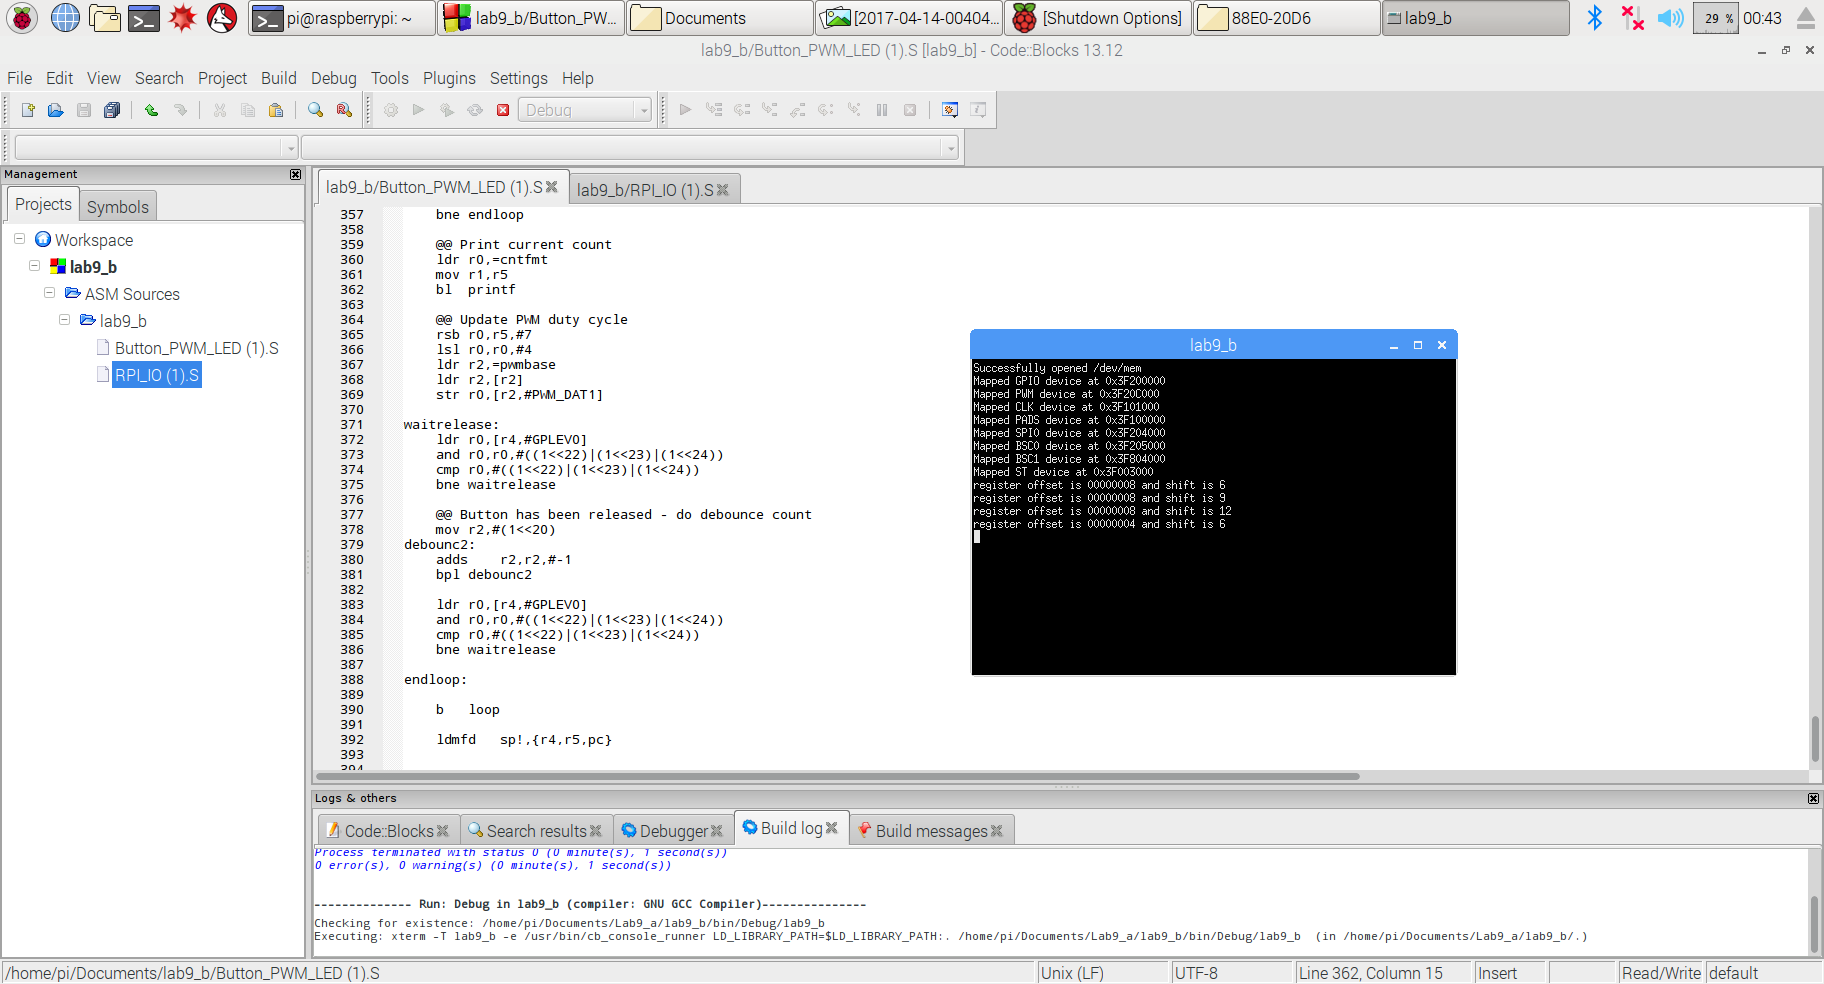 pi@raspberrypi: ~
lab9_b/Button_PW...
Documents
[2017-04-14-00404...
[Shutdown Options]
88E0-20D6
lab9_b
29 %
00:43
lab9_b/Button_PWM_LED (1).S [lab9_b] - Code::Blocks 13.12
File Edit View Search Project Build Debug Tools Plugins Settings Help
Debug
Management
Projects
Symbols
Workspace
lab9_b
ASM Sources
lab9_b
Button_PWM_LED (1).S
RPI_IO (1).S
lab9_b/Button_PWM_LED (1).S
lab9_b/RPI_IO (1).S
357 bne endloop
358
359 @@ Print current count
360 ldr r0,=cntfmt
361 mov r1,r5
362 bl printf
363
364 @@ Update PWM duty cycle
365 rsb r0,r5,#7
366 lsl r0,r0,#4
367 ldr r2,=pwmbase
368 ldr r2,[r2]
369 str r0,[r2,#PWM_DAT1]
370
371 waitrelease:
372 ldr r0,[r4,#GPLEV0]
373 and r0,r0,#((1<<22)|(1<<23)|(1<<24))
374 cmp r0,#((1<<22)|(1<<23)|(1<<24))
375 bne waitrelease
376
377 @@ Button has been released - do debounce count
378 mov r2,#(1<<20)
379 debounc2:
380 adds r2,r2,#-1
381 bpl debounc2
382
383 ldr r0,[r4,#GPLEV0]
384 and r0,r0,#((1<<22)|(1<<23)|(1<<24))
385 cmp r0,#((1<<22)|(1<<23)|(1<<24))
386 bne waitrelease
387
388 endloop:
389
390 b loop
391
392 ldmfd sp!,{r4,r5,pc}
393
394
lab9_b
Successfully opened /dev/mem
Mapped GPIO device at 0x3F200000
Mapped PWM device at 0x3F20C000
Mapped CLK device at 0x3F101000
Mapped PADS device at 0x3F100000
Mapped SPI0 device at 0x3F204000
Mapped BSC0 device at 0x3F205000
Mapped BSC1 device at 0x3F804000
Mapped ST device at 0x3F003000
register offset is 00000008 and shift is 6
register offset is 00000008 and shift is 9
register offset is 00000008 and shift is 12
register offset is 00000004 and shift is 6
Logs & others
Code::Blocks
Search results
Debugger
Build log
Build messages
Process terminated with status 0 (0 minute(s), 1 second(s))
0 error(s), 0 warning(s) (0 minute(s), 1 second(s))
-------------- Run: Debug in lab9_b (compiler: GNU GCC Compiler)---------------
Checking for existence: /home/pi/Documents/Lab9_a/lab9_b/bin/Debug/lab9_b
Executing: xterm -T lab9_b -e /usr/bin/cb_console_runner LD_LIBRARY_PATH=$LD_LIBRARY_PATH:. /home/pi/Documents/Lab9_a/lab9_b/bin/Debug/lab9_b (in /home/pi/Documents/Lab9_a/lab9_b/.)
/home/pi/Documents/lab9_b/Button_PWM_LED (1).S
Unix (LF)
UTF-8
Line 362, Column 15
Insert
Read/Write
default